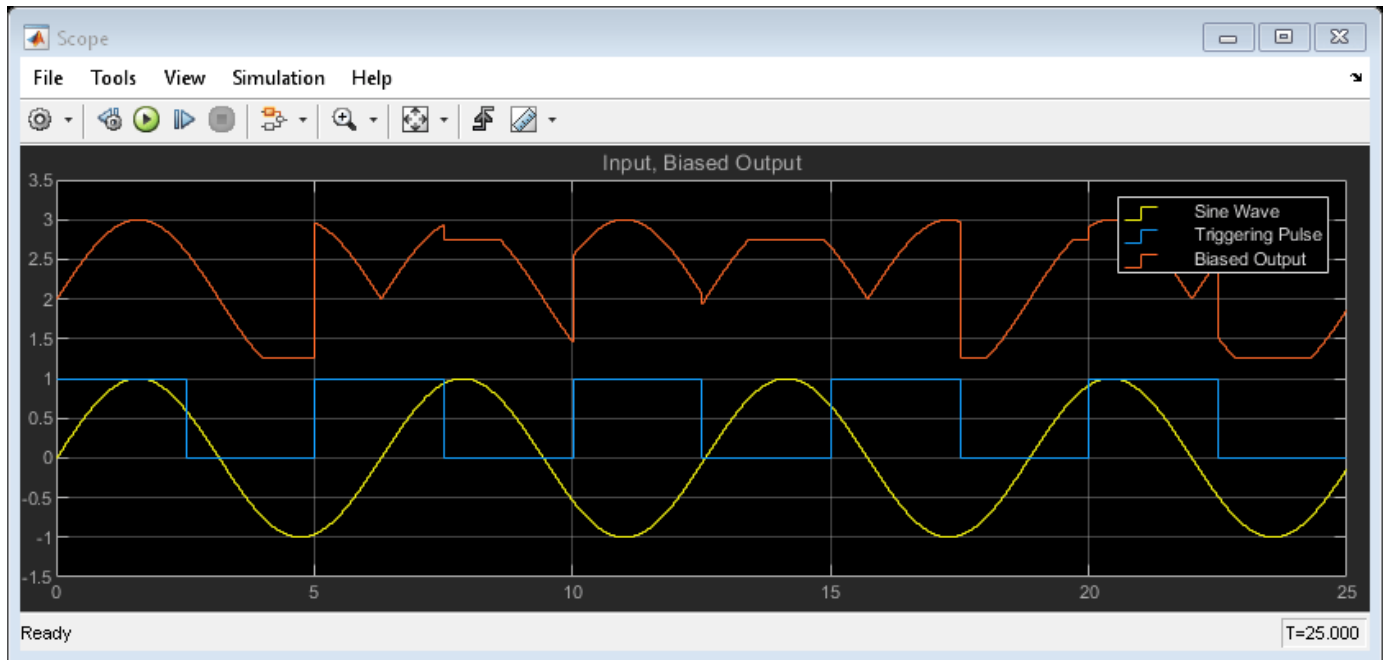 Scope
File Tools View Simulation Help
Input, Biased Output
3.5
3
2.5
2
1.5
1
0.5
0
-0.5
-1
-1.5
Sine Wave
Triggering Pulse
Biased Output
0 5 10 15 20 25
Ready T=25.000